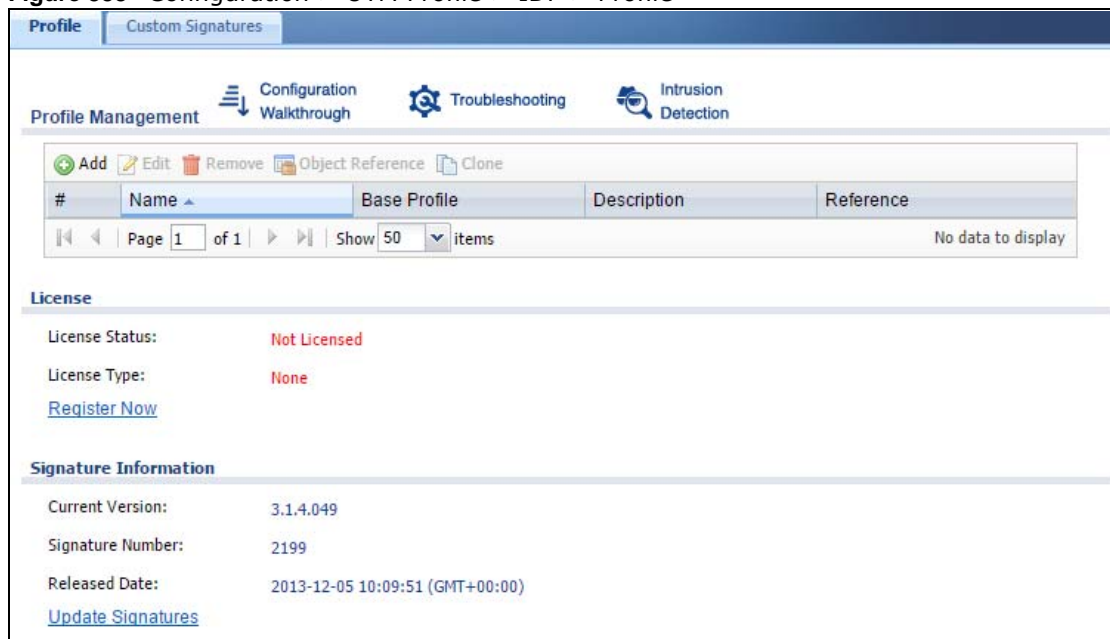 Profile Custom Signatures
Profile Management Configuration Walkthrough Troubleshooting Intrusion Detection
Add Edit Remove Object Reference Clone
# Name Base Profile Description Reference
Page 1 of 1 Show 50 items No data to display
License
License Status: Not Licensed
License Type: None
Register Now
Signature Information
Current Version: 3.1.4.049
Signature Number: 2199
Released Date: 2013-12-05 10:09:51 (GMT+00:00)
Update Signatures